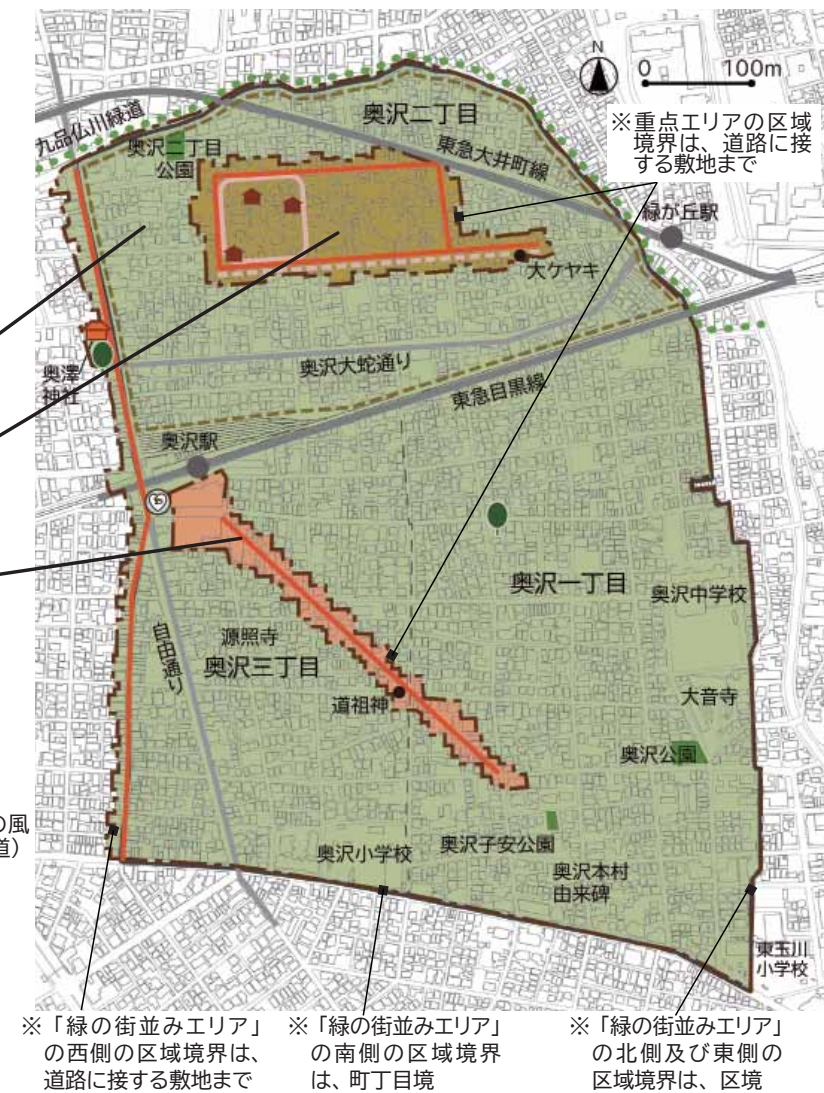 N
0 100m
※重点エリアの区域
境界は、道路に接
する敷地まで
九品仏川緑道
奥沢二丁目
奥沢二丁目
公園
東急大井町線
緑が丘駅
大ケヤキ
奥澤
神社
奥沢大蛇通り
東急目黒線
奥沢駅
奥沢一丁目
奥沢中学校
自由通り
源照寺
奥沢三丁目
道祖神
大音寺
奥沢公園
の風
道)
奥沢小学校
奥沢子安公園
奥沢本村
由来碑
東玉川
小学校
※「緑の街並みエリア」
の西側の区域境界は、
道路に接する敷地まで
※「緑の街並みエリア」
の南側の区域境界
は、町丁目境
※「緑の街並みエリア」
の北側及び東側の
区域境界は、区境